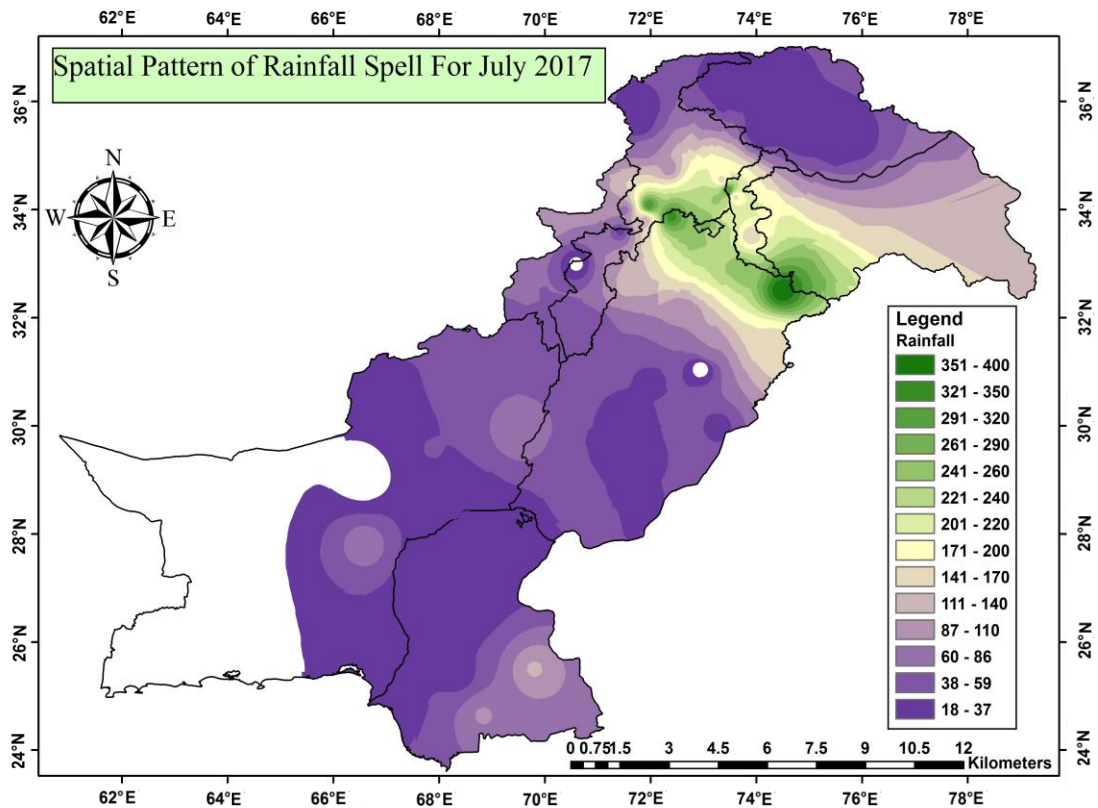 62°E 64°E 66°E 68°E 70°E 72°E 74°E 76°E 78°E
Spatial Pattern of Rainfall Spell For July 2017
N
W E
S
36°N 36°N
34°N 34°N
32°N 32°N
30°N 30°N
28°N 28°N
26°N 26°N
24°N 24°N
Legend
Rainfall
351 - 400
321 - 350
291 - 320
261 - 290
241 - 260
221 - 240
201 - 220
171 - 200
141 - 170
111 - 140
87 - 110
60 - 86
38 - 59
18 - 37
0 0.75 1.5 3 4.5 6 7.5 9 10.5 12
Kilometers
62°E 64°E 66°E 68°E 70°E 72°E 74°E 76°E 78°E